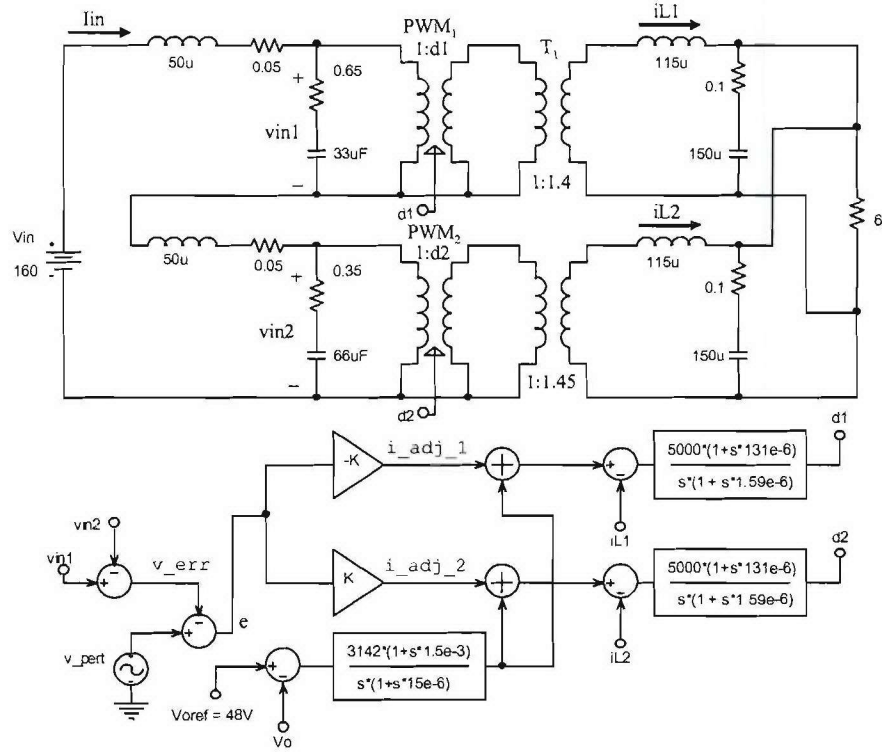 Iin
50u
0.05
+
0.65
vin1
33uF
−
PWM1
1:d1
d1
T1
1:1.4
iL1
115u
0.1
150u
6
Vin
160
50u
0.05
+
0.35
vin2
66uF
−
PWM2
1:d2
d2
1:1.45
iL2
115u
0.1
150u
-K
i_adj_1
+
+ −
iL1
5000*(1+s*131e-6)
s*(1 + s*1.59e-6)
d1
vin2
vin1
+ −
v_err
K
i_adj_2
+
+ −
iL2
5000*(1+s*131e-6)
s*(1 + s*1.59e-6)
d2
+ −
e
v_pert
Voref = 48V
+ −
Vo
3142*(1+s*1.5e-3)
s*(1+s*15e-6)